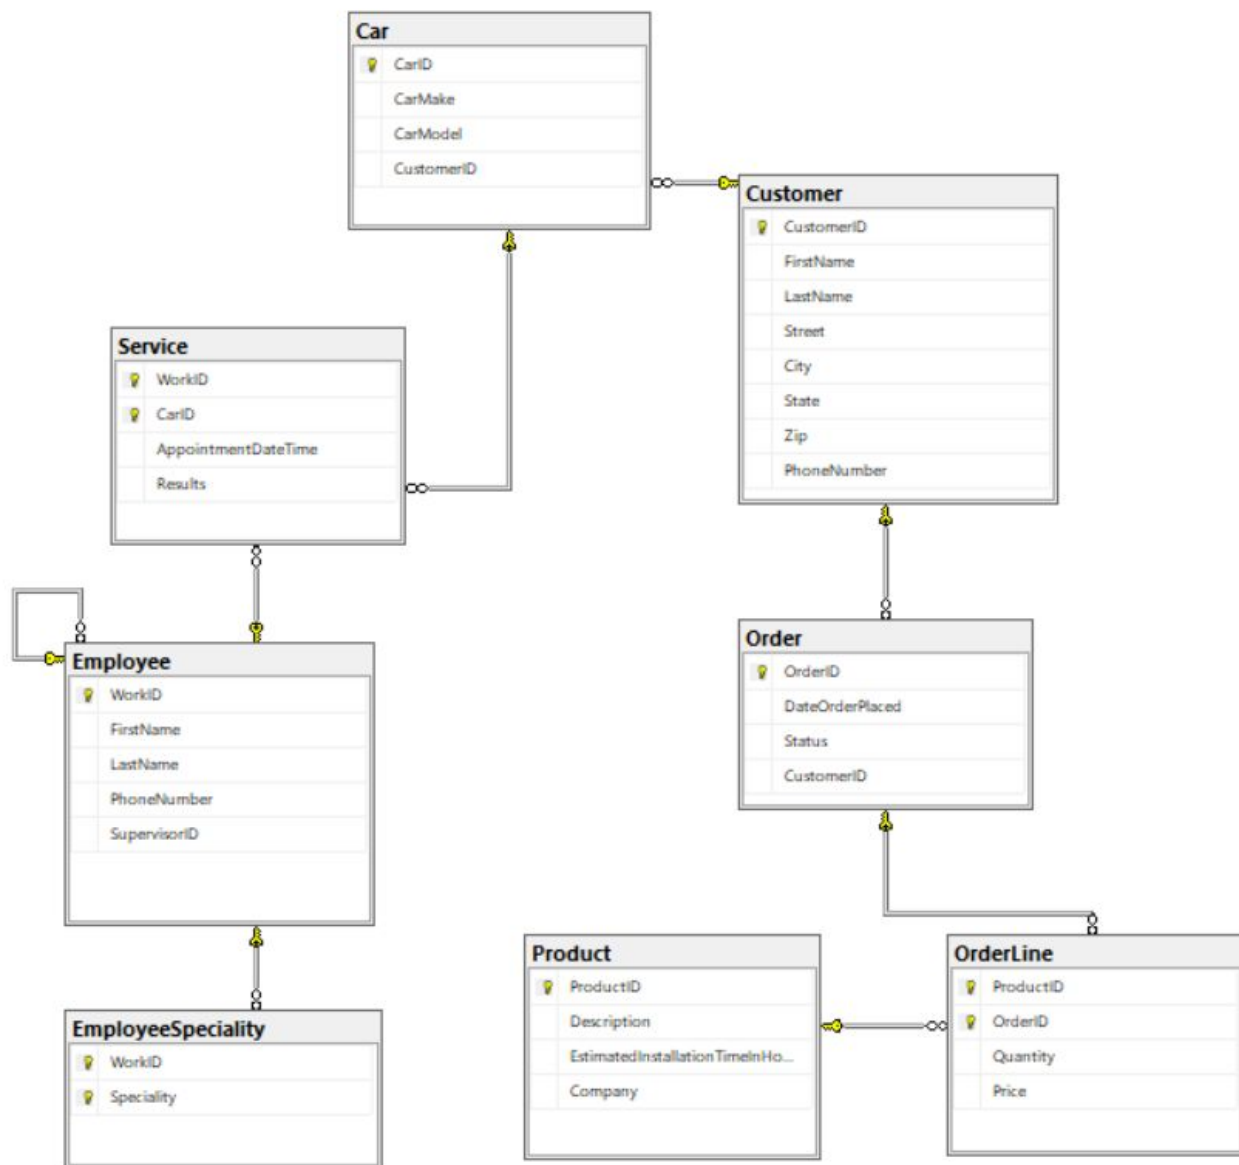 Car
CarID
CarMake
CarModel
CustomerID
Customer
CustomerID
FirstName
LastName
Street
City
State
Zip
PhoneNumber
Service
WorkID
CarID
AppointmentDateTime
Results
Employee
WorkID
FirstName
LastName
PhoneNumber
SupervisorID
Order
OrderID
DateOrderPlaced
Status
CustomerID
Product
ProductID
Description
EstimatedInstallationTimeInHo...
Company
OrderLine
ProductID
OrderID
Quantity
Price
EmployeeSpeciality
WorkID
Speciality